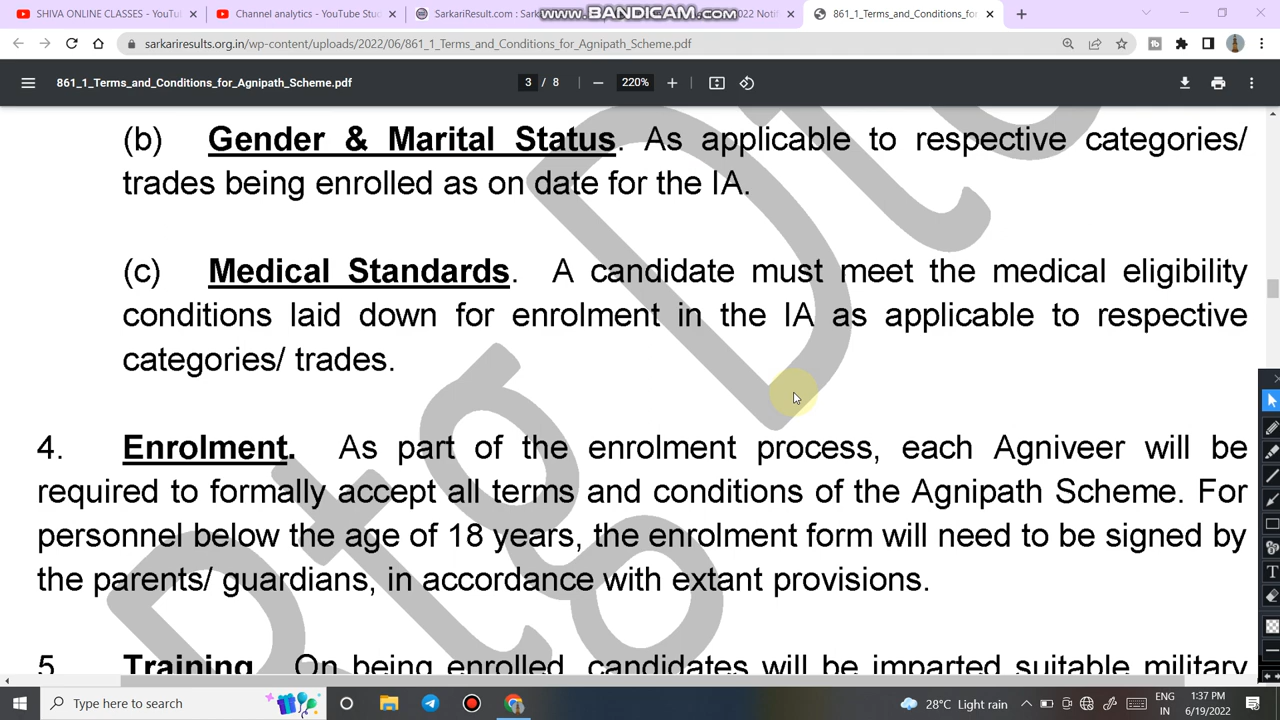 SHIVA ONLINE CLASSES - YouTu
Channel analytics - YouTube Stud
SarkariResult.com : Sark
www.BANDICAM.com
2022 Notif
861_1_Terms_and_Conditions_for
sarkariresults.org.in/wp-content/uploads/2022/06/861_1_Terms_and_Conditions_for_Agnipath_Scheme.pdf
861_1_Terms_and_Conditions_for_Agnipath_Scheme.pdf
3 / 8
220%
(b) Gender & Marital Status. As applicable to respective categories/
trades being enrolled as on date for the IA.
(c) Medical Standards. A candidate must meet the medical eligibility
conditions laid down for enrolment in the IA as applicable to respective
categories/ trades.
4. Enrolment. As part of the enrolment process, each Agniveer will be
required to formally accept all terms and conditions of the Agnipath Scheme. For
personnel below the age of 18 years, the enrolment form will need to be signed by
the parents/ guardians, in accordance with extant provisions.
5 Training. On being enrolled, candidates will be imparted suitable military
Type here to search
28°C Light rain
ENG
IN
1:37 PM
6/19/2022